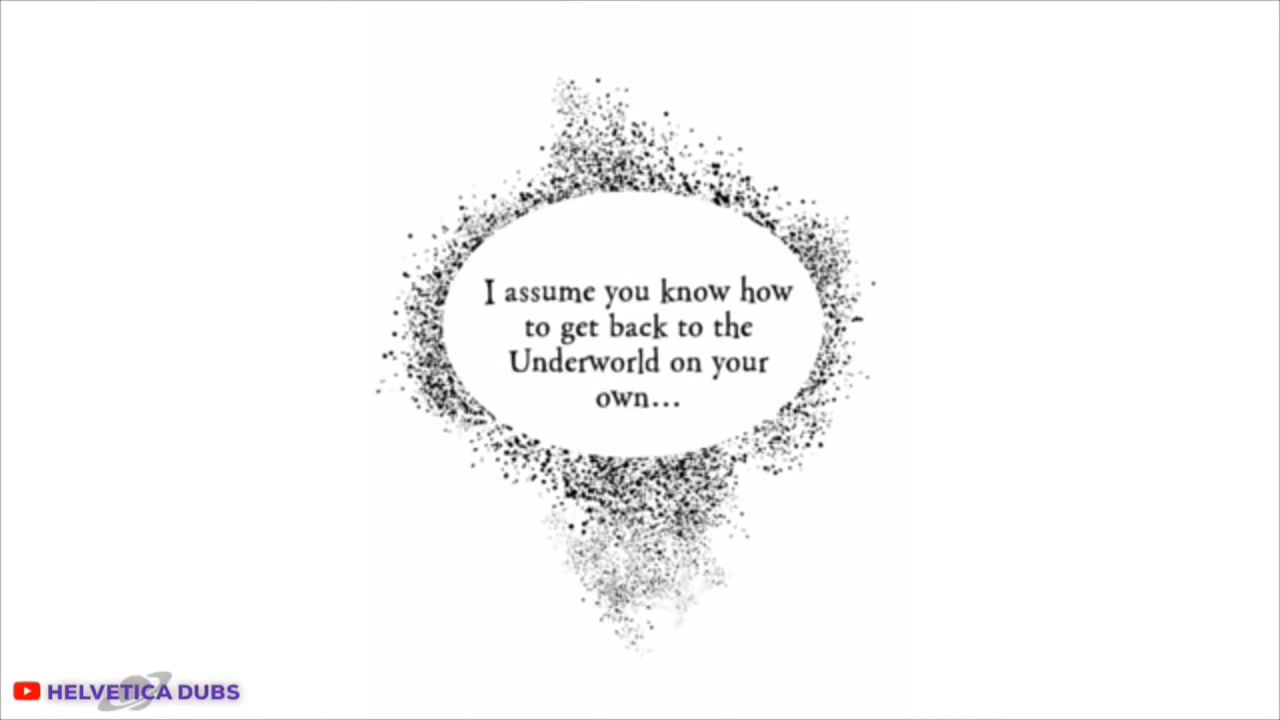 I assume you know how
to get back to the
Underworld on your
own...
HELVETICA DUBS